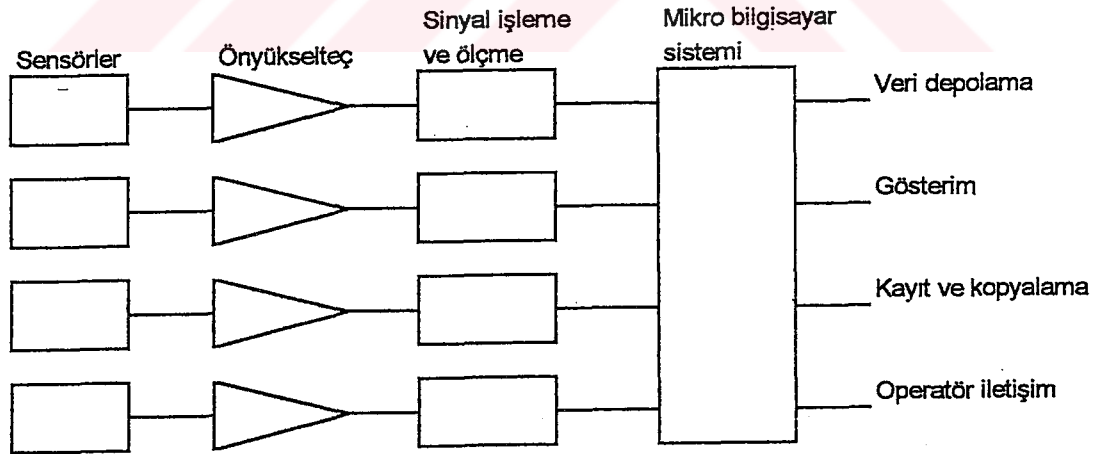 Sensörler
Önyükselteç
Sinyal işleme
ve ölçme
Mikro bilgisayar
sistemi
Veri depolama
Gösterim
Kayıt ve kopyalama
Operatör iletişim